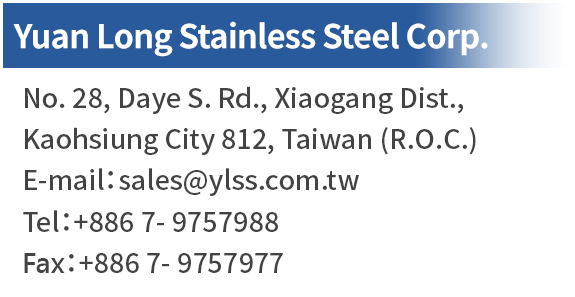 Yuan Long Stainless Steel Corp.
No. 28, Daye S. Rd., Xiaogang Dist.,
Kaohsiung City 812, Taiwan (R.O.C.)
E-mail：sales@ylss.com.tw
Tel：+886 7- 9757988
Fax：+886 7- 9757977